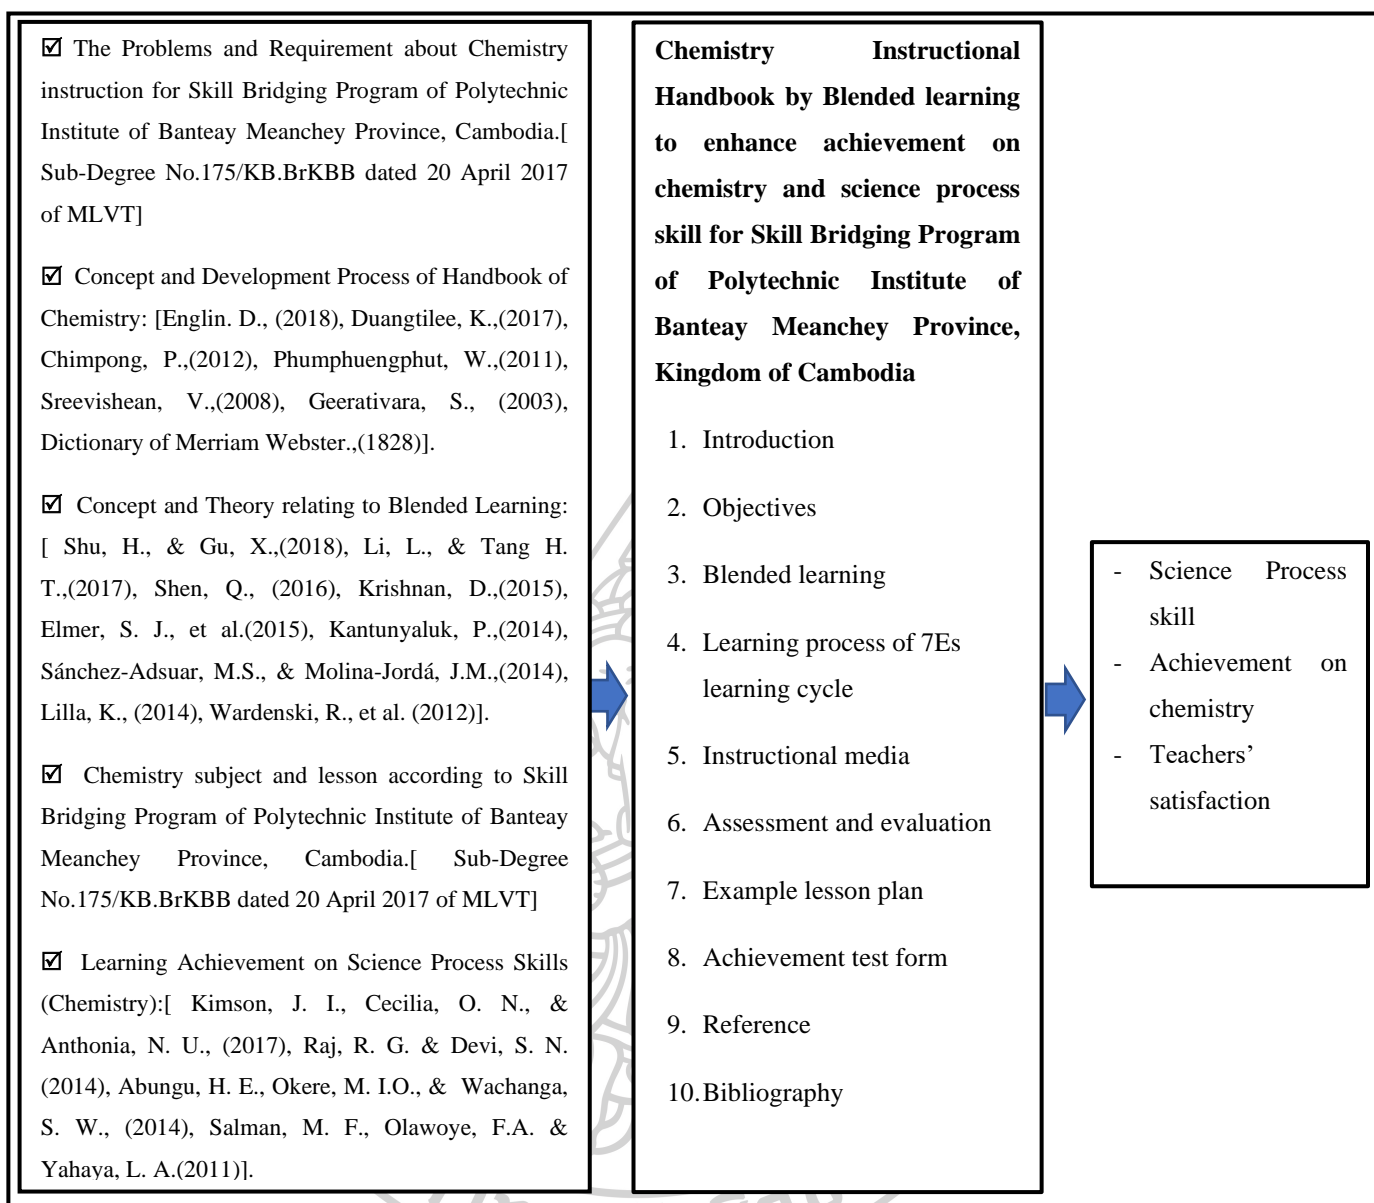 ☑ The Problems and Requirement about Chemistry
instruction for Skill Bridging Program of Polytechnic
Institute of Banteay Meanchey Province, Cambodia.[
Sub-Degree No.175/KB.BrKBB dated 20 April 2017
of MLVT]
☑ Concept and Development Process of Handbook of
Chemistry: [Englin. D., (2018), Duangtilee, K.,(2017),
Chimpong, P.,(2012), Phumphuengphut, W.,(2011),
Sreevishean, V.,(2008), Geerativara, S., (2003),
Dictionary of Merriam Webster.,(1828)].
☑ Concept and Theory relating to Blended Learning:
[ Shu, H., & Gu, X.,(2018), Li, L., & Tang H.
T.,(2017), Shen, Q., (2016), Krishnan, D.,(2015),
Elmer, S. J., et al.(2015), Kantunyaluk, P.,(2014),
Sánchez-Adsuar, M.S., & Molina-Jordá, J.M.,(2014),
Lilla, K., (2014), Wardenski, R., et al. (2012)].
☑ Chemistry subject and lesson according to Skill
Bridging Program of Polytechnic Institute of Banteay
Meanchey Province, Cambodia.[ Sub-Degree
No.175/KB.BrKBB dated 20 April 2017 of MLVT]
☑ Learning Achievement on Science Process Skills
(Chemistry):[ Kimson, J. I., Cecilia, O. N., &
Anthonia, N. U., (2017), Raj, R. G. & Devi, S. N.
(2014), Abungu, H. E., Okere, M. I.O., & Wachanga,
S. W., (2014), Salman, M. F., Olawoye, F.A. &
Yahaya, L. A.(2011)].
Chemistry Instructional
Handbook by Blended learning
to enhance achievement on
chemistry and science process
skill for Skill Bridging Program
of Polytechnic Institute of
Banteay Meanchey Province,
Kingdom of Cambodia
1. Introduction
2. Objectives
3. Blended learning
4. Learning process of 7Es
learning cycle
5. Instructional media
6. Assessment and evaluation
7. Example lesson plan
8. Achievement test form
9. Reference
10. Bibliography
- Science Process
skill
- Achievement on
chemistry
- Teachers’
satisfaction